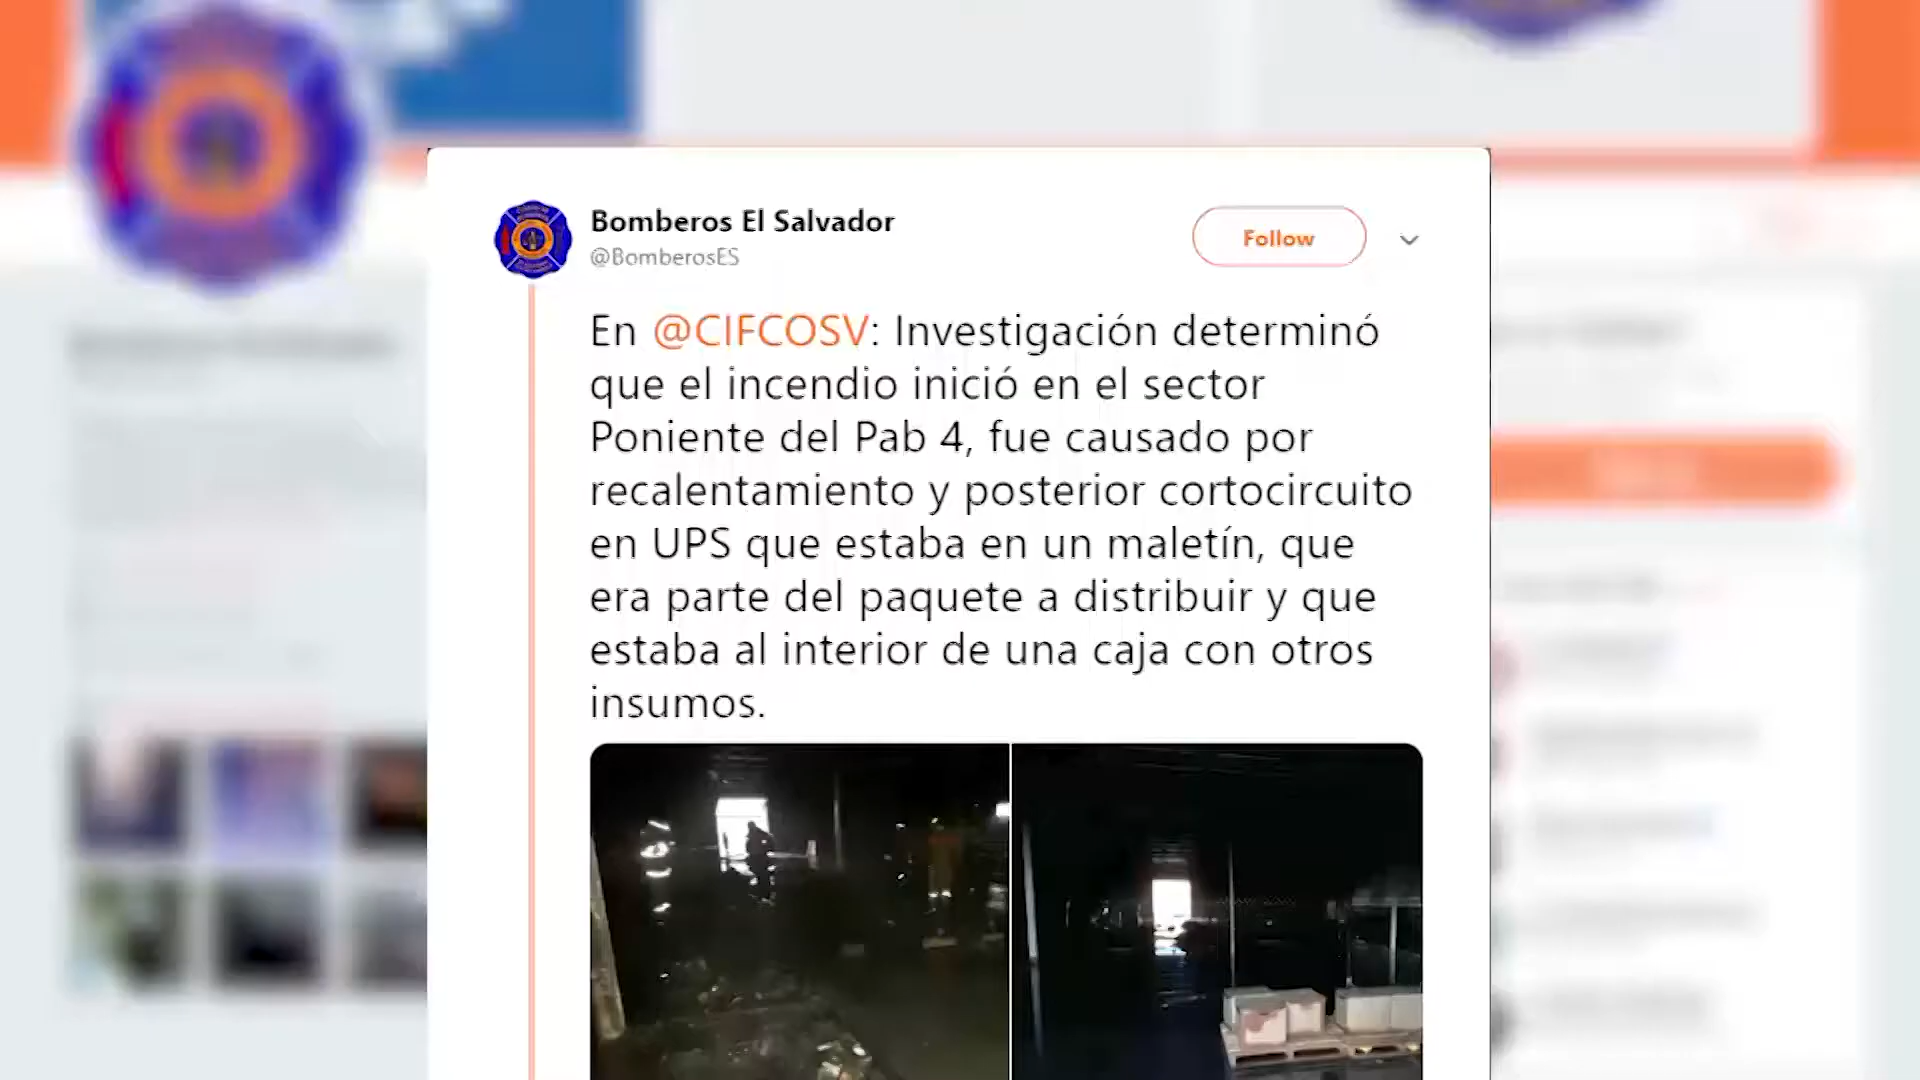 Bomberos El Salvador
@BomberosES
Follow
En @CIFCOSV: Investigación determinó
que el incendio inició en el sector
Poniente del Pab 4, fue causado por
recalentamiento y posterior cortocircuito
en UPS que estaba en un maletín, que
era parte del paquete a distribuir y que
estaba al interior de una caja con otros
insumos.